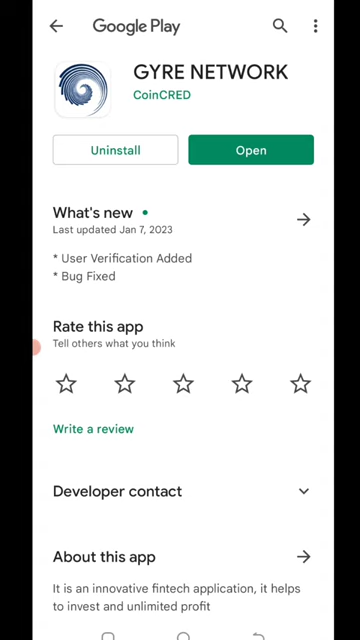 Google Play
GYRE NETWORK
CoinCRED
Uninstall
Open
What's new
Last updated Jan 7, 2023
* User Verification Added
* Bug Fixed
Rate this app
Tell others what you think
Write a review
Developer contact
About this app
It is an innovative fintech application, it helps
to invest and unlimited profit